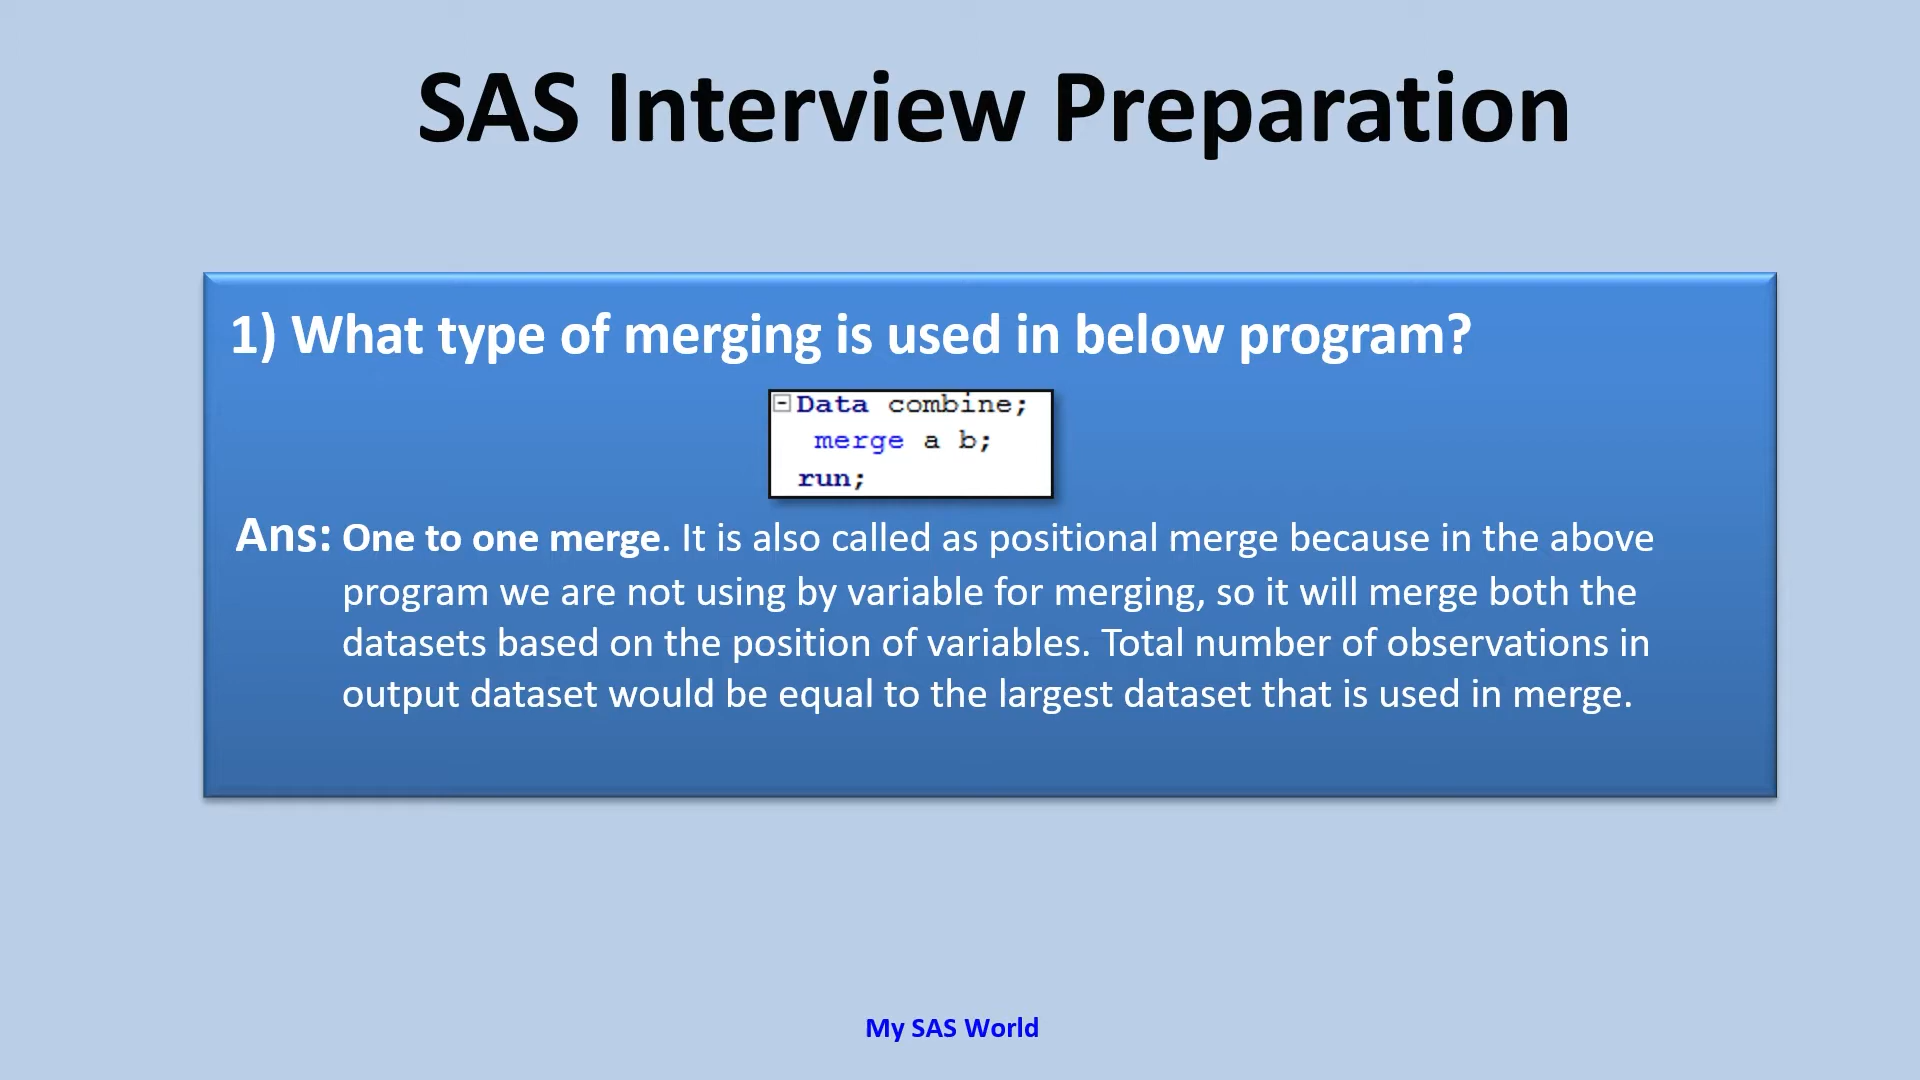 SAS Interview Preparation
1) What type of merging is used in below program?
Data combine;
merge a b;
run;
Ans: One to one merge. It is also called as positional merge because in the above
program we are not using by variable for merging, so it will merge both the
datasets based on the position of variables. Total number of observations in
output dataset would be equal to the largest dataset that is used in merge.
My SAS World